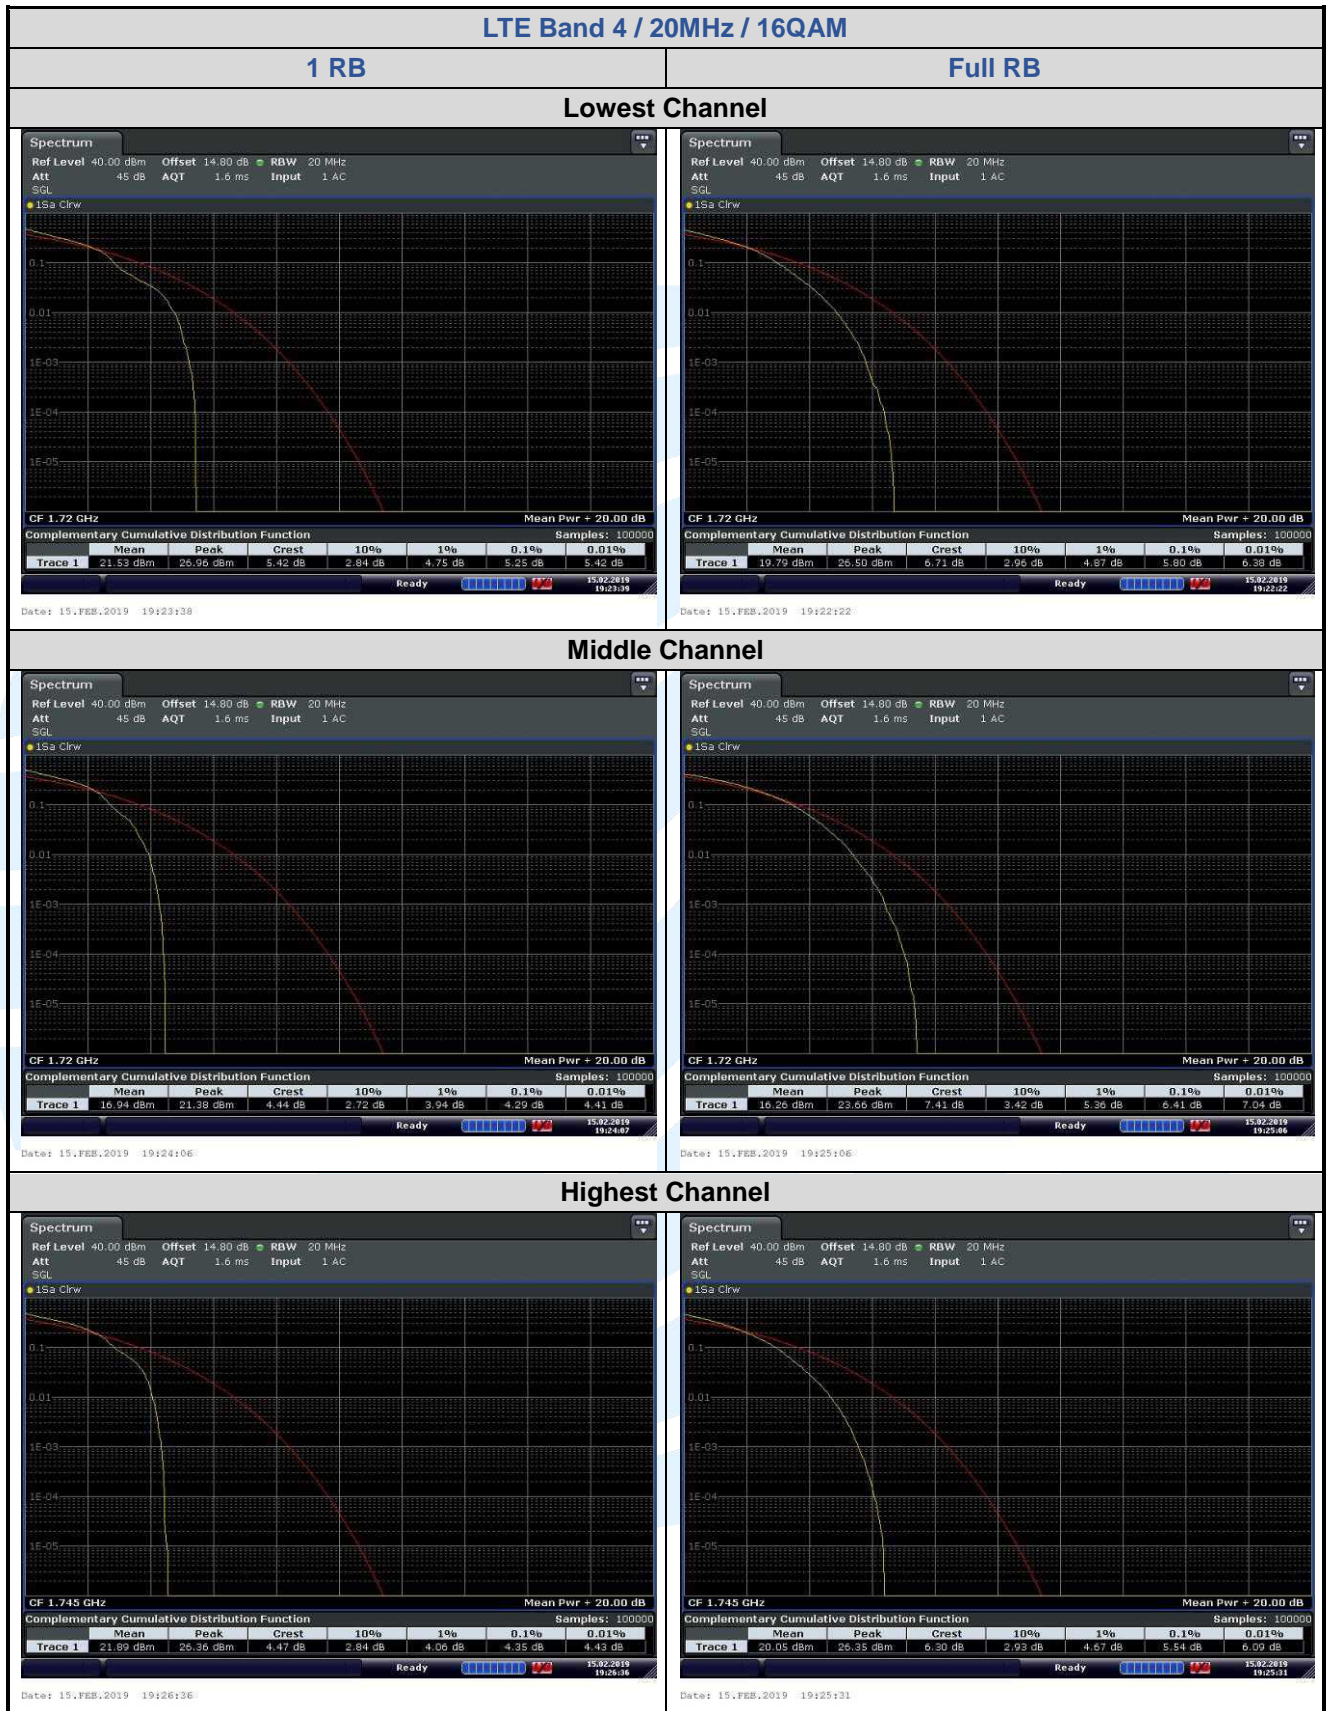 LTE Band 4 / 20MHz / 16QAM
1 RB Full RB
Lowest Channel
Spectrum
Ref Level 40.00 dBm Offset 14.80 dB RBW 20 MHz
Att 45 dB AQT 1.6 ms Input 1 AC
SGL
1Sa Clrw
0.1
0.01
1E-03
1E-04
1E-05
CF 1.72 GHz Mean Pwr + 20.00 dB
Complementary Cumulative Distribution Function Samples: 100000
Mean Peak Crest 10% 1% 0.1% 0.01%
Trace 1 21.53 dBm 26.96 dBm 5.42 dB 2.84 dB 4.75 dB 5.25 dB 5.42 dB
Ready 15.02.2019
19:23:39
Date: 15.FEB.2019 19:23:38
Spectrum
Ref Level 40.00 dBm Offset 14.80 dB RBW 20 MHz
Att 45 dB AQT 1.6 ms Input 1 AC
SGL
1Sa Clrw
0.1
0.01
1E-03
1E-04
1E-05
CF 1.72 GHz Mean Pwr + 20.00 dB
Complementary Cumulative Distribution Function Samples: 100000
Mean Peak Crest 10% 1% 0.1% 0.01%
Trace 1 19.79 dBm 26.50 dBm 6.71 dB 2.96 dB 4.87 dB 5.80 dB 6.38 dB
Ready 15.02.2019
19:22:22
Date: 15.FEB.2019 19:22:22
Middle Channel
Spectrum
Ref Level 40.00 dBm Offset 14.80 dB RBW 20 MHz
Att 45 dB AQT 1.6 ms Input 1 AC
SGL
1Sa Clrw
0.1
0.01
1E-03
1E-04
1E-05
CF 1.72 GHz Mean Pwr + 20.00 dB
Complementary Cumulative Distribution Function Samples: 100000
Mean Peak Crest 10% 1% 0.1% 0.01%
Trace 1 16.94 dBm 21.38 dBm 4.44 dB 2.72 dB 3.94 dB 4.29 dB 4.41 dB
Ready 15.02.2019
19:24:07
Date: 15.FEB.2019 19:24:06
Spectrum
Ref Level 40.00 dBm Offset 14.80 dB RBW 20 MHz
Att 45 dB AQT 1.6 ms Input 1 AC
SGL
1Sa Clrw
0.1
0.01
1E-03
1E-04
1E-05
CF 1.72 GHz Mean Pwr + 20.00 dB
Complementary Cumulative Distribution Function Samples: 100000
Mean Peak Crest 10% 1% 0.1% 0.01%
Trace 1 16.26 dBm 23.66 dBm 7.41 dB 3.42 dB 5.36 dB 6.41 dB 7.04 dB
Ready 15.02.2019
19:25:06
Date: 15.FEB.2019 19:25:06
Highest Channel
Spectrum
Ref Level 40.00 dBm Offset 14.80 dB RBW 20 MHz
Att 45 dB AQT 1.6 ms Input 1 AC
SGL
1Sa Clrw
0.1
0.01
1E-03
1E-04
1E-05
CF 1.745 GHz Mean Pwr + 20.00 dB
Complementary Cumulative Distribution Function Samples: 100000
Mean Peak Crest 10% 1% 0.1% 0.01%
Trace 1 21.89 dBm 26.36 dBm 4.47 dB 2.84 dB 4.06 dB 4.35 dB 4.43 dB
Ready 15.02.2019
19:26:36
Date: 15.FEB.2019 19:26:36
Spectrum
Ref Level 40.00 dBm Offset 14.80 dB RBW 20 MHz
Att 45 dB AQT 1.6 ms Input 1 AC
SGL
1Sa Clrw
0.1
0.01
1E-03
1E-04
1E-05
CF 1.745 GHz Mean Pwr + 20.00 dB
Complementary Cumulative Distribution Function Samples: 100000
Mean Peak Crest 10% 1% 0.1% 0.01%
Trace 1 20.05 dBm 26.35 dBm 6.30 dB 2.93 dB 4.67 dB 5.54 dB 6.09 dB
Ready 15.02.2019
19:25:31
Date: 15.FEB.2019 19:25:31